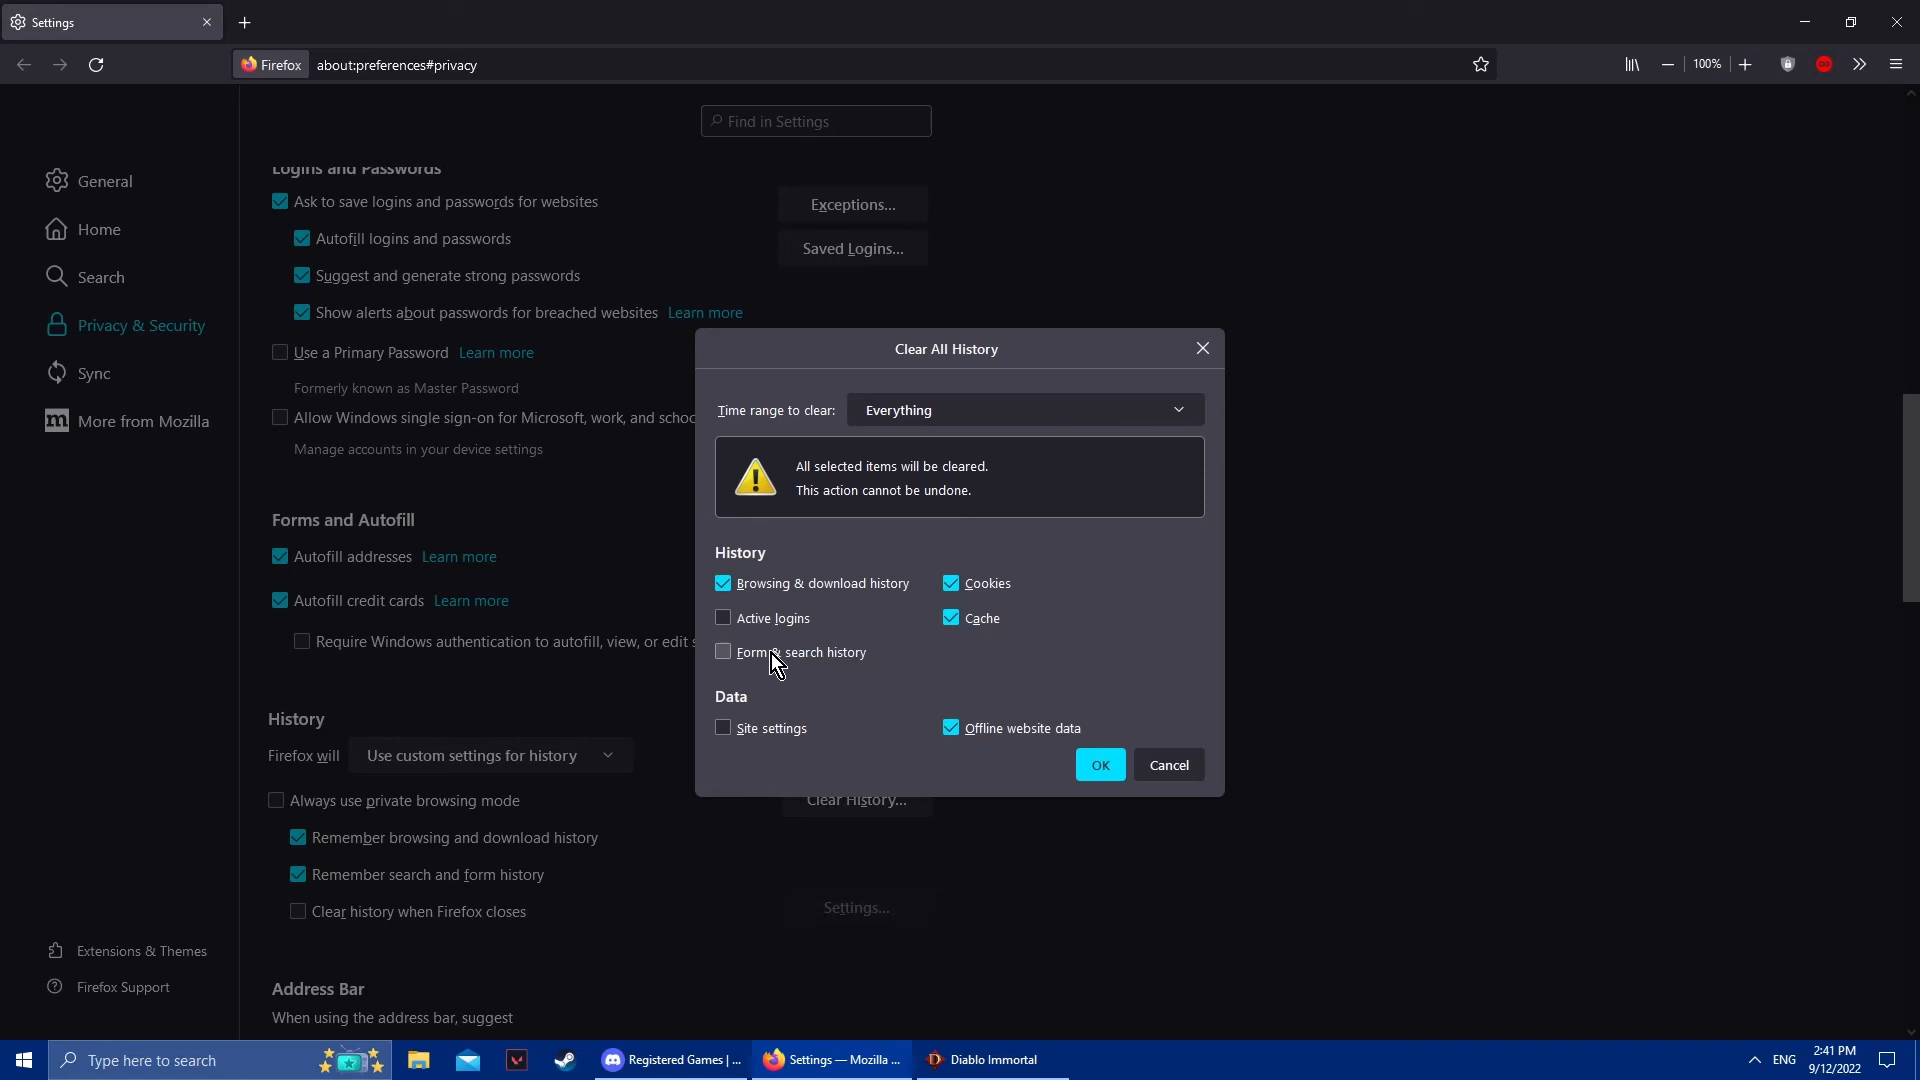 Settings
Firefox
about:preferences#privacy
100%
Find in Settings
General
Home
Search
Privacy & Security
Sync
More from Mozilla
Extensions & Themes
Firefox Support
Logins and Passwords
Ask to save logins and passwords for websites
Exceptions...
Autofill logins and passwords
Saved Logins...
Suggest and generate strong passwords
Show alerts about passwords for breached websites Learn more
Use a Primary Password Learn more
Formerly known as Master Password
Allow Windows single sign-on for Microsoft, work, and
Manage accounts in your device settings
Forms and Autofill
Autofill addresses Learn more
Autofill credit cards Learn more
Require Windows authentication to autofill, view, or edit
History
Firefox will Use custom settings for history
Always use private browsing mode
Clear History...
Remember browsing and download history
Remember search and form history
Clear history when Firefox closes
Settings...
Address Bar
When using the address bar, suggest
Clear All History
Time range to clear: Everything
All selected items will be cleared.
This action cannot be undone.
History
Browsing & download history Cookies
Active logins Cache
Form & search history
Data
Site settings Offline website data
OK Cancel
Type here to search
Registered Games | ...
Settings — Mozilla ...
Diablo Immortal
ENG
2:41 PM
9/12/2022